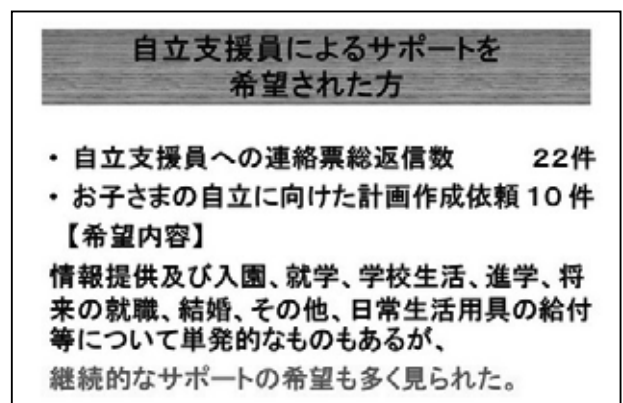 自立支援員によるサポートを
希望された方
・ 自立支援員への連絡票総返信数　22件
・ お子さまの自立に向けた計画作成依頼 10 件
【希望内容】
情報提供及び入園、就学、学校生活、進学、将
来の就職、結婚、その他、日常生活用具の給付
等について単発的なものもあるが、
継続的なサポートの希望も多く見られた。